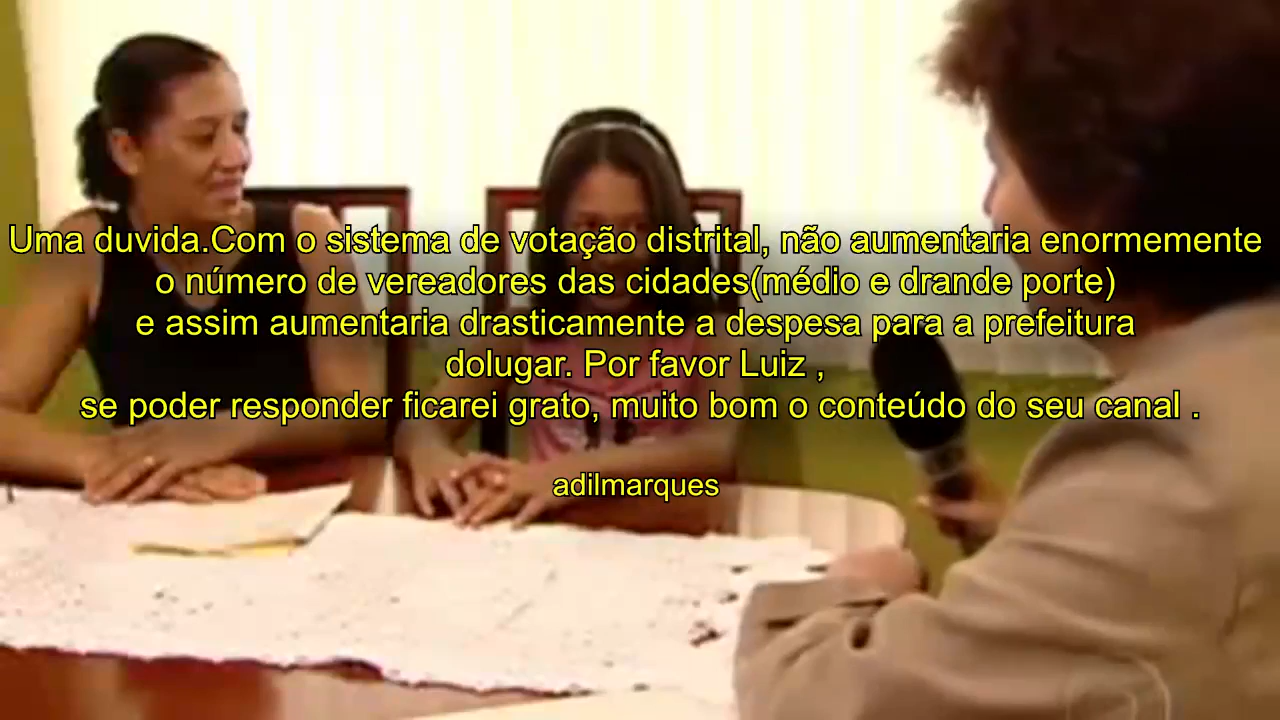 Uma duvida.Com o sistema de votação distrital, não aumentaria enormemente
o número de vereadores das cidades(médio e drande porte)
e assim aumentaria drasticamente a despesa para a prefeitura
dolugar. Por favor Luiz ,
se poder responder ficarei grato, muito bom o conteúdo do seu canal .
adilmarques